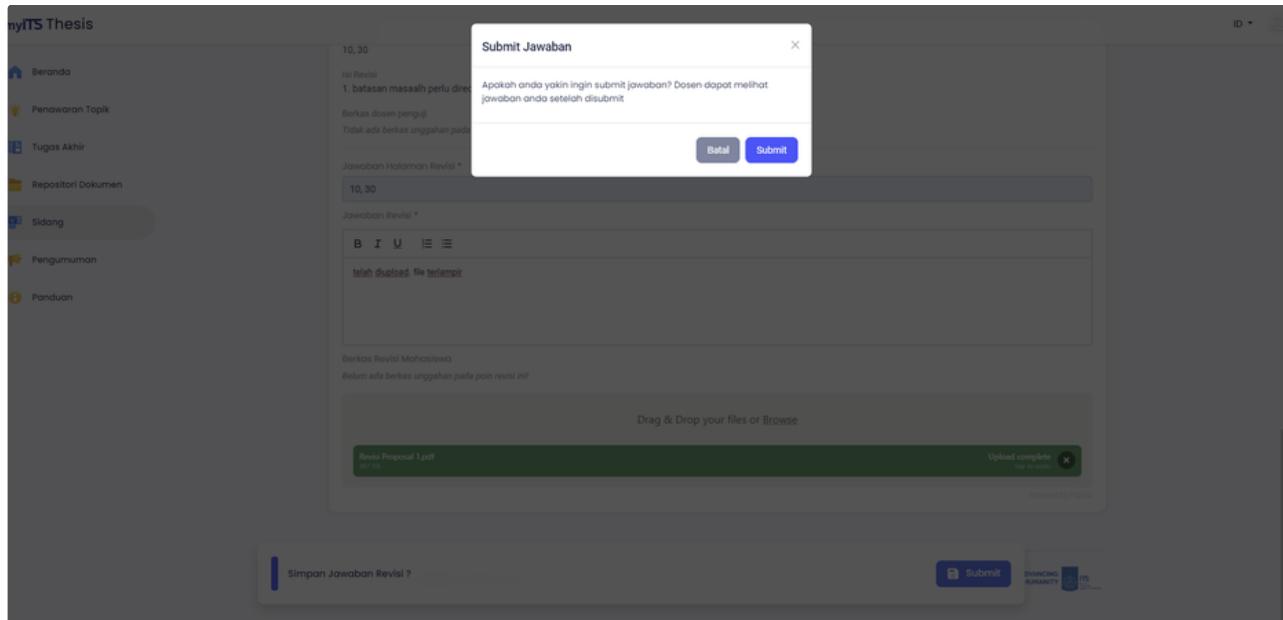 myITS Thesis
ID
Beranda
Penawaran Topik
Tugas Akhir
Repositori Dokumen
Sidang
Pengumuman
Panduan
Submit Jawaban
Apakah anda yakin ingin submit jawaban? Dosen dapat melihat
jawaban anda setelah disubmit
Batal
Submit
10, 30
Isi Revisi
1. batasan masaalh perlu direc
Berkas dosen penguji
Tidak ada berkas unggahan pada
Jawaban Halaman Revisi *
10, 30
Jawaban Revisi *
B I U
telah diupload, file terlampir
Berkas Revisi Mahasiswa
Belum ada berkas unggahan pada poin revisi ini!
Drag & Drop your files or Browse
Revisi Proposal 1.pdf
Upload complete
Simpan Jawaban Revisi ?
Submit
ADVANCING
HUMANITY
ITS